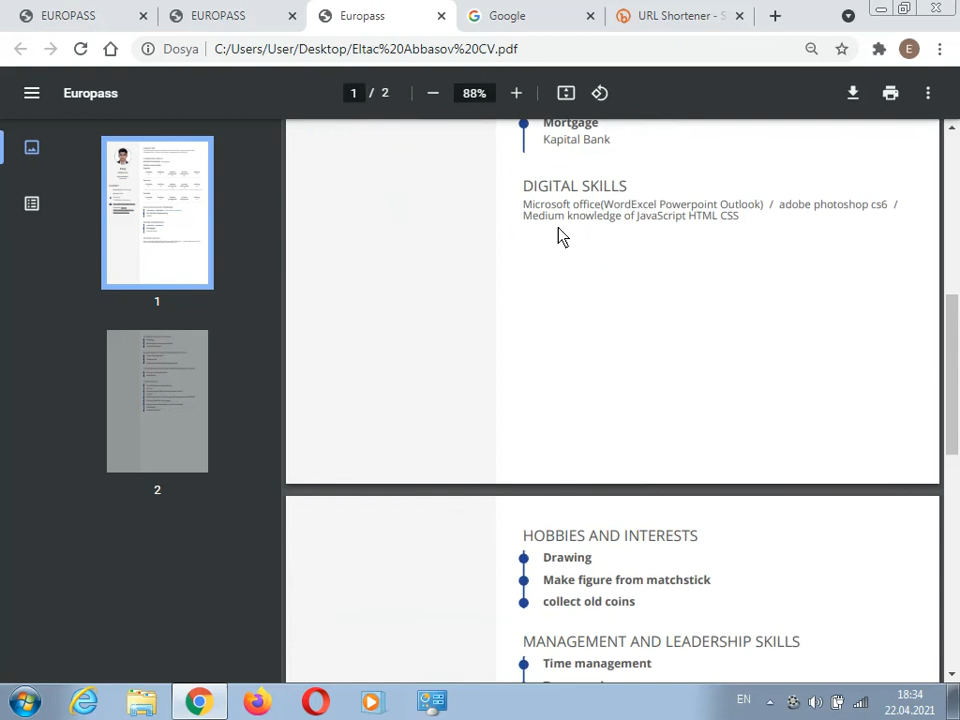 EUROPASS
EUROPASS
Europass
Google
URL Shortener - S
E
Dosya
C:/Users/User/Desktop/Eltac%20Abbasov%20CV.pdf
Europass
1 / 2
88%
Mortgage
Kapital Bank
DIGITAL SKILLS
Microsoft office(WordExcel Powerpoint Outlook) / adobe photoshop cs6 /
Medium knowledge of JavaScript HTML CSS
1
2
HOBBIES AND INTERESTS
Drawing
Make figure from matchstick
collect old coins
MANAGEMENT AND LEADERSHIP SKILLS
Time management
EN
18:34
22.04.2021